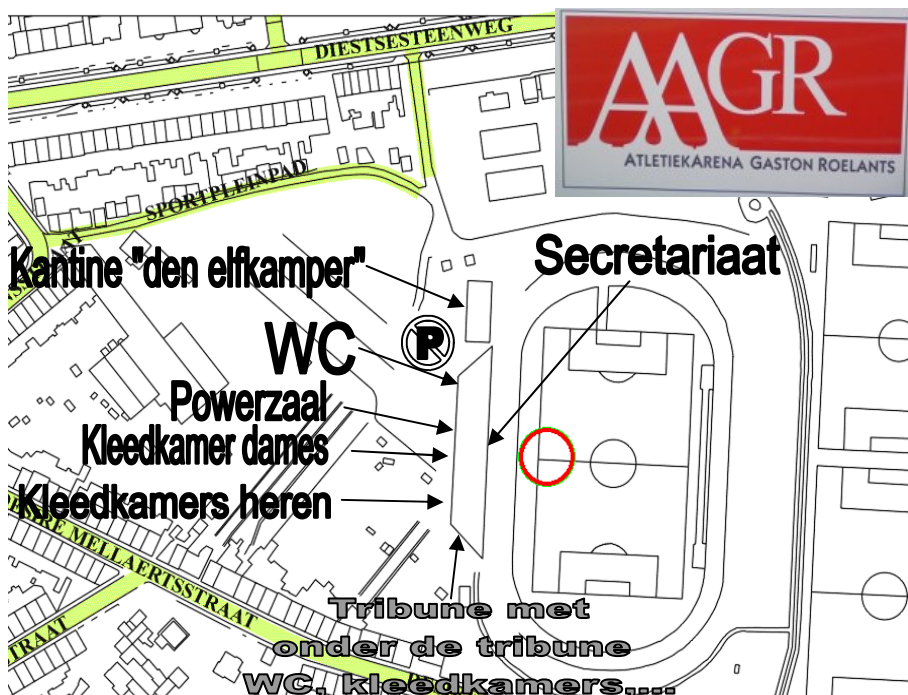 DIESTSESTEENWEG
AAGR
ATLETIEKARENA GASTON ROELANTS
SPORTPLEINPAD
Kantine "den elfkamper"
Secretariaat
WC
P
Powerzaal
Kleedkamer dames
Kleedkamers heren
MELLAERTSSTRAAT
STRAAT
Tribune met
onder de tribune
WC, kleedkamers,...